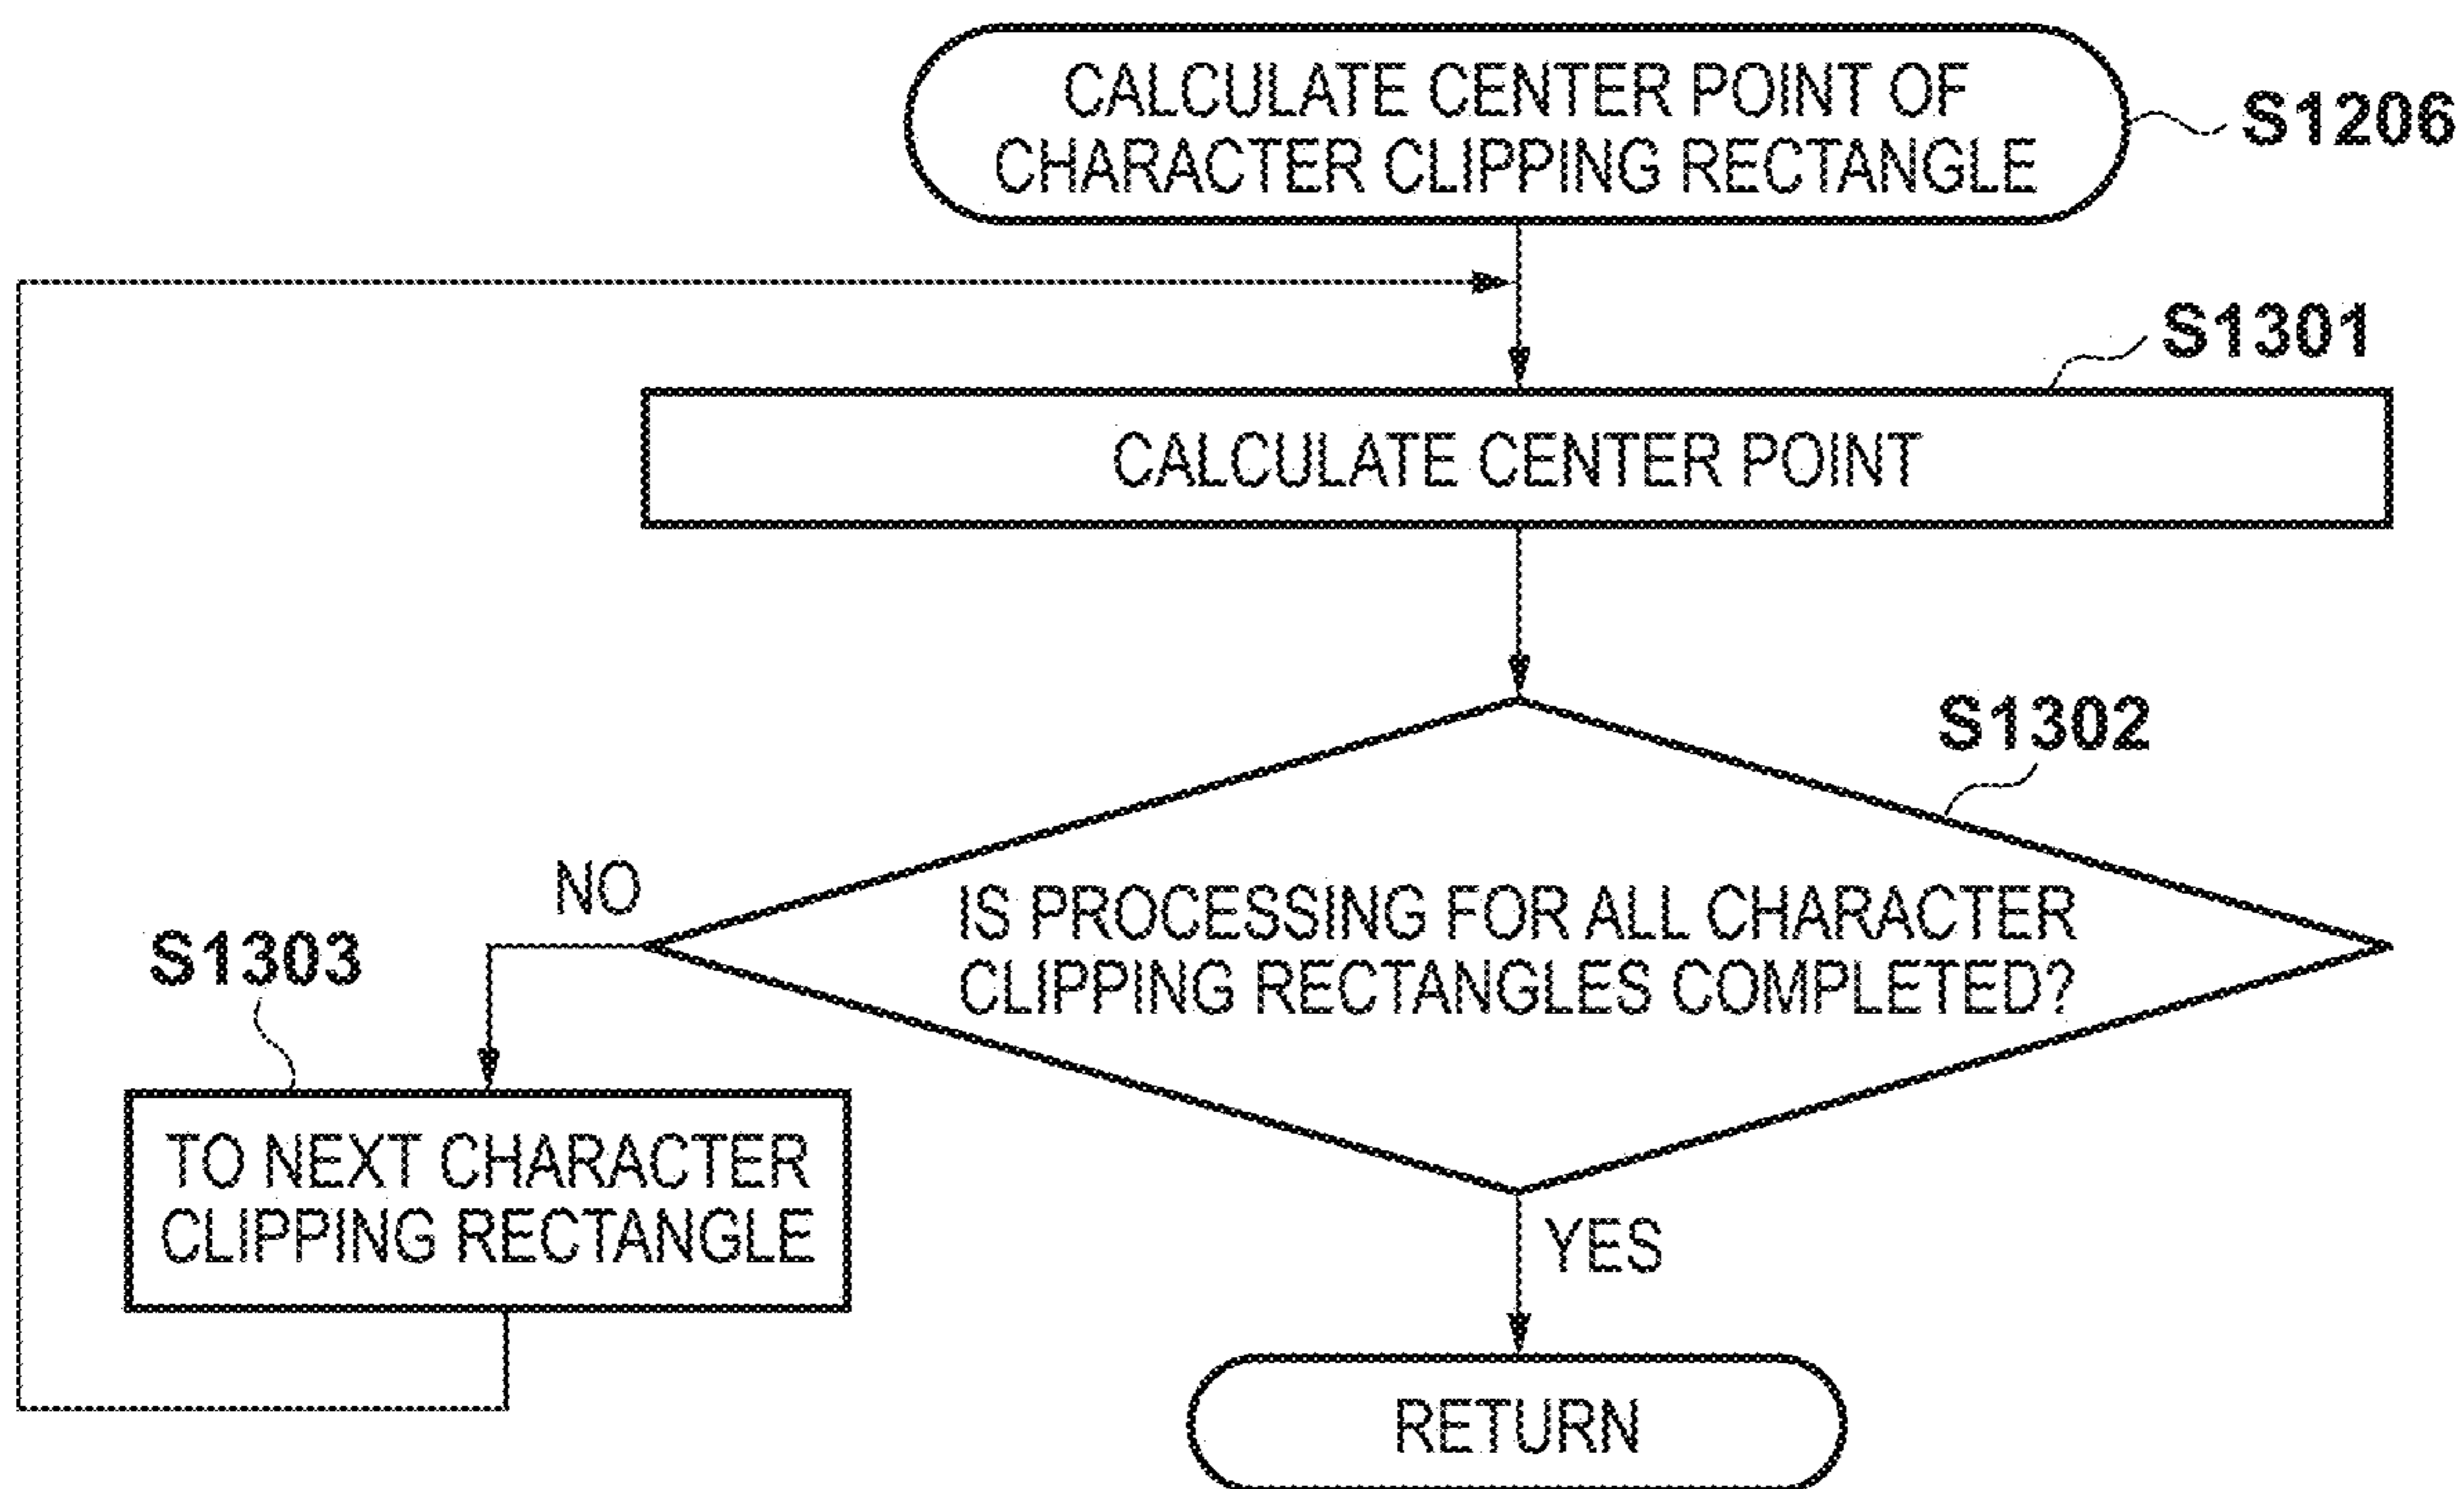 CALCULATE CENTER POINT OF
CHARACTER CLIPPING RECTANGLE
S1206
S1301
CALCULATE CENTER POINT
S1302
IS PROCESSING FOR ALL CHARACTER
CLIPPING RECTANGLES COMPLETED?
NO
S1303
TO NEXT CHARACTER
CLIPPING RECTANGLE
YES
RETURN